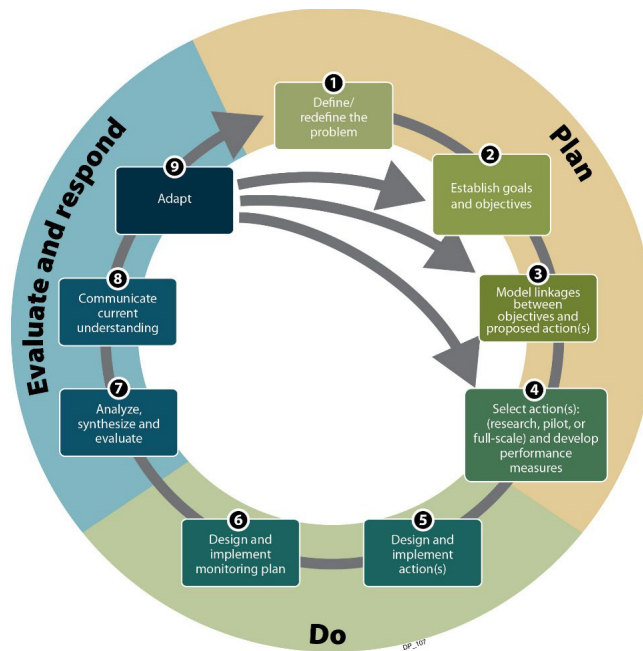 Plan
1
Define/
redefine the
problem
2
Establish goals
and objectives
3
Model linkages
between
objectives and
proposed action(s)
4
Select action(s):
(research, pilot, or
full-scale) and develop
performance
measures
Do
5
Design and
implement
action(s)
6
Design and
implement
monitoring plan
Evaluate and respond
7
Analyze,
synthesize and
evaluate
8
Communicate
current
understanding
9
Adapt
DP_107